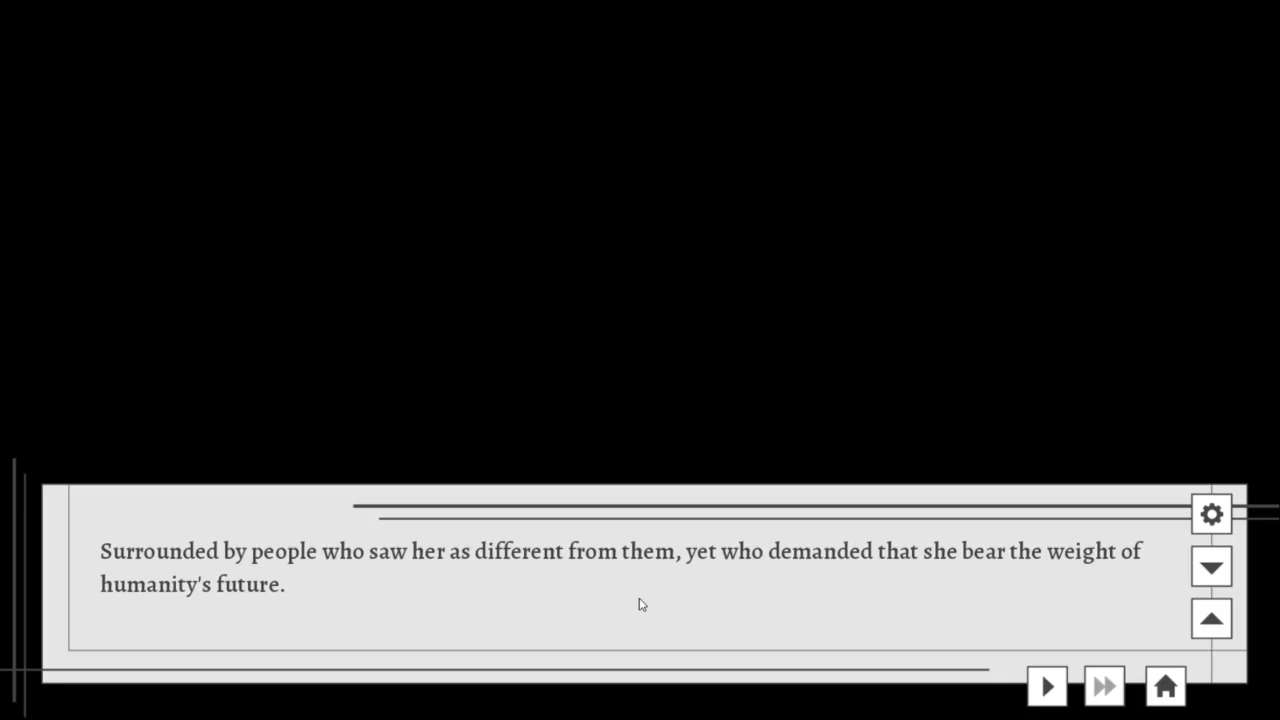 Surrounded by people who saw her as different from them, yet who demanded that she bear the weight of
humanity's future.